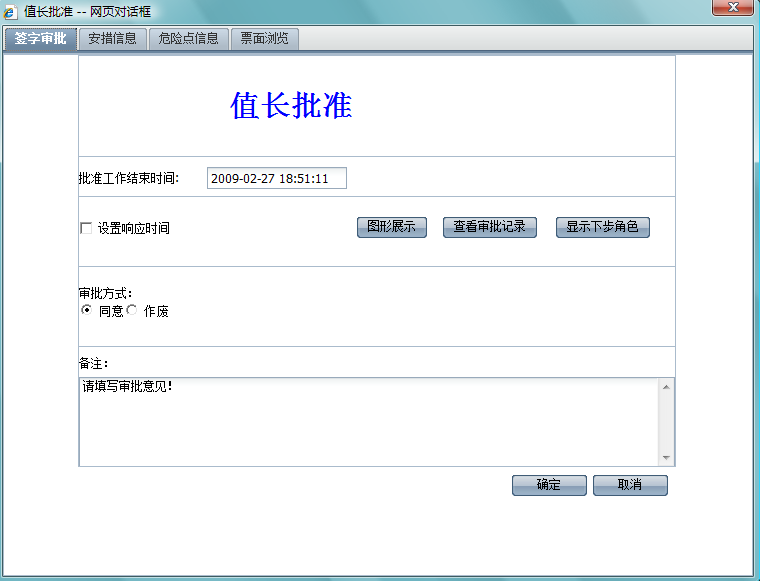 值长批准 -- 网页对话框
签字审批 安措信息 危险点信息 票面浏览
值长批准
批准工作结束时间: 2009-02-27 18:51:11
设置响应时间 图形展示 查看审批记录 显示下步角色
审批方式：
同意 作废
备注：
请填写审批意见！
确定 取消